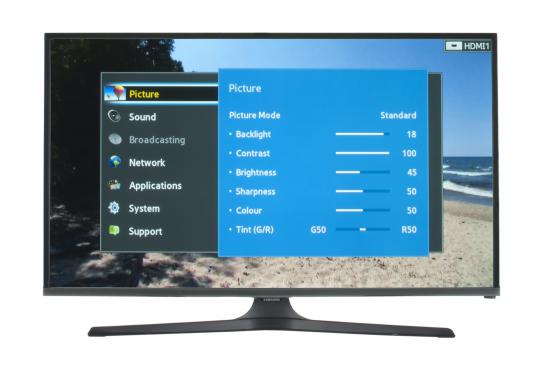 HDMI1
Picture
Sound
Broadcasting
Network
Applications
System
Support
Picture
Picture Mode Standard
• Backlight 18
• Contrast 100
• Brightness 45
• Sharpness 50
• Colour 50
• Tint (G/R) G50 R50
SAMSUNG